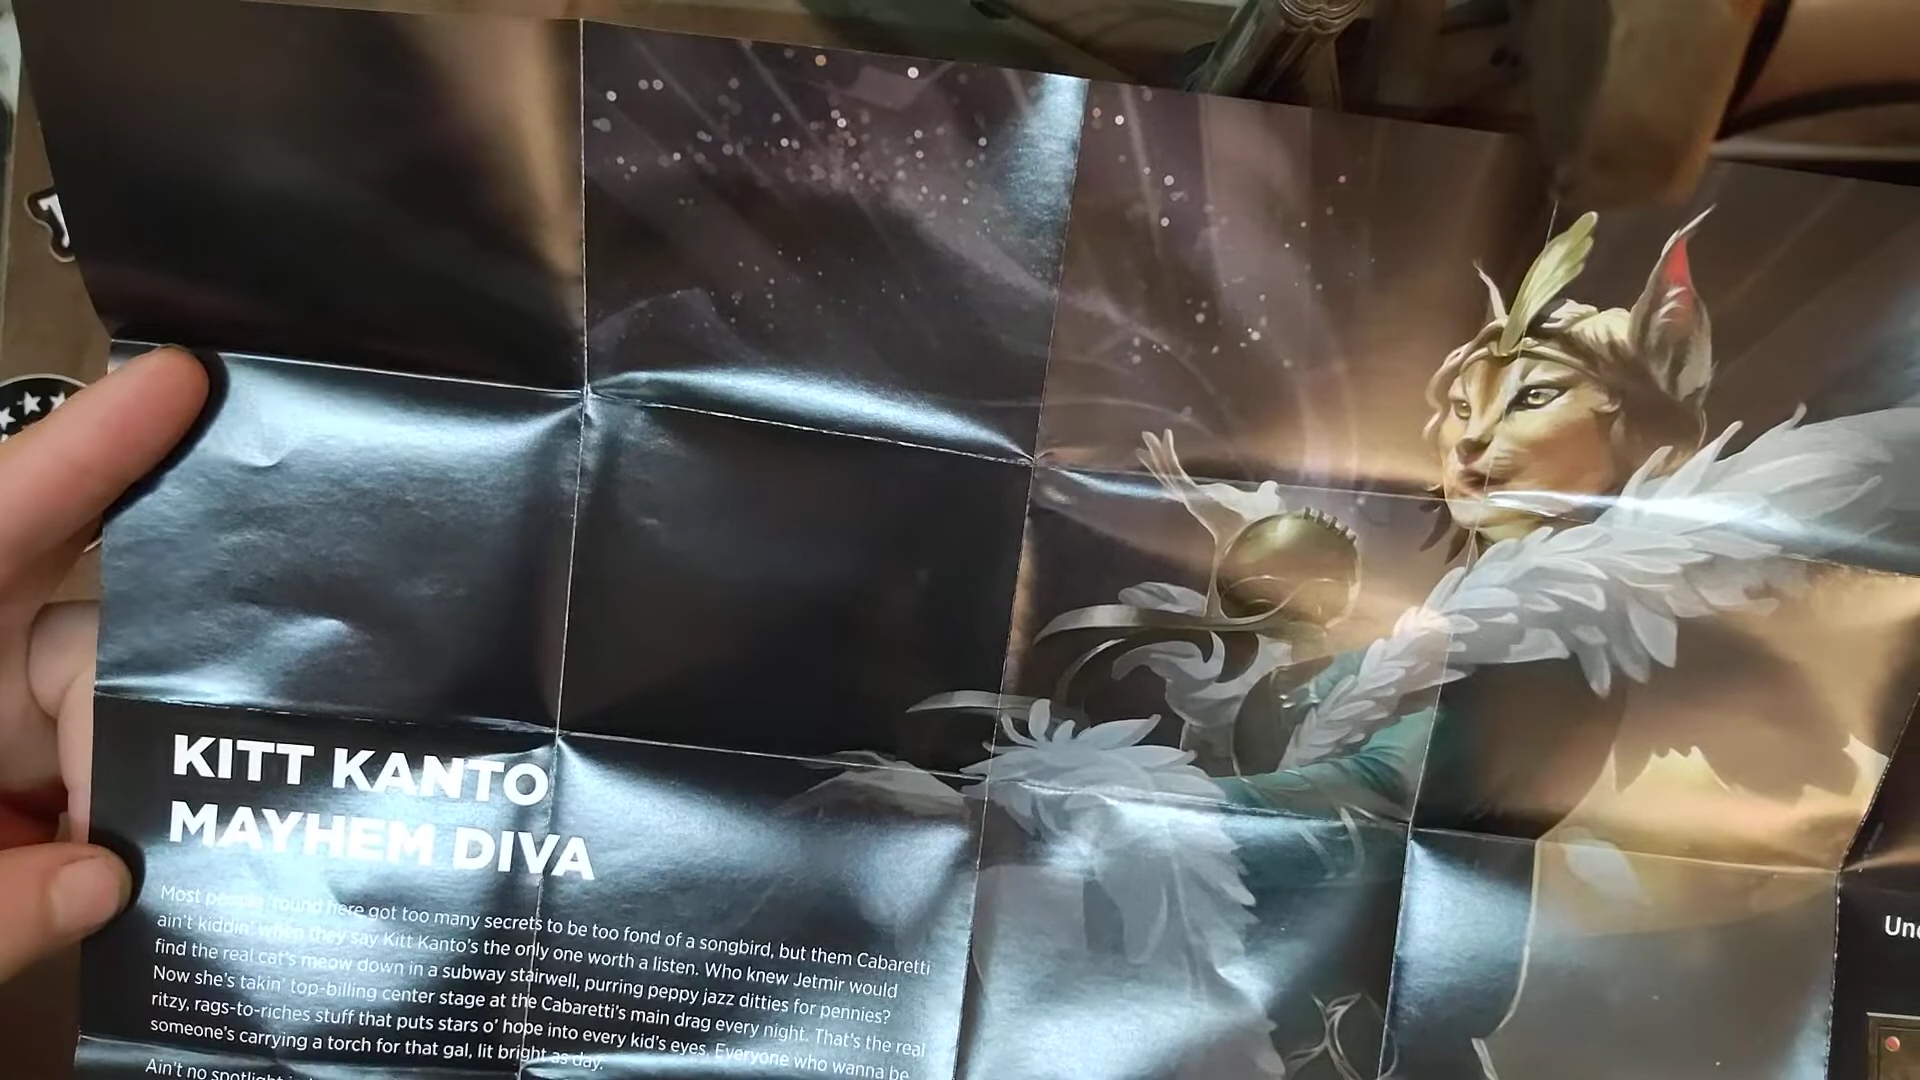 KITT KANTO
MAYHEM DIVA
Most people 'round here got too many secrets to be too fond of a songbird, but them Cabaretti
ain't kiddin' when they say Kitt Kanto's the only one worth a listen. Who knew Jetmir would
find the real cat's meow down in a subway stairwell, purring peppy jazz ditties for pennies?
Now she's takin' top-billing center stage at the Cabaretti's main drag every night. That's the real
ritzy, rags-to-riches stuff that puts stars o' hope into every kid's eyes. Everyone who wanna be
someone's carrying a torch for that gal, lit bright as day.
Ain't no